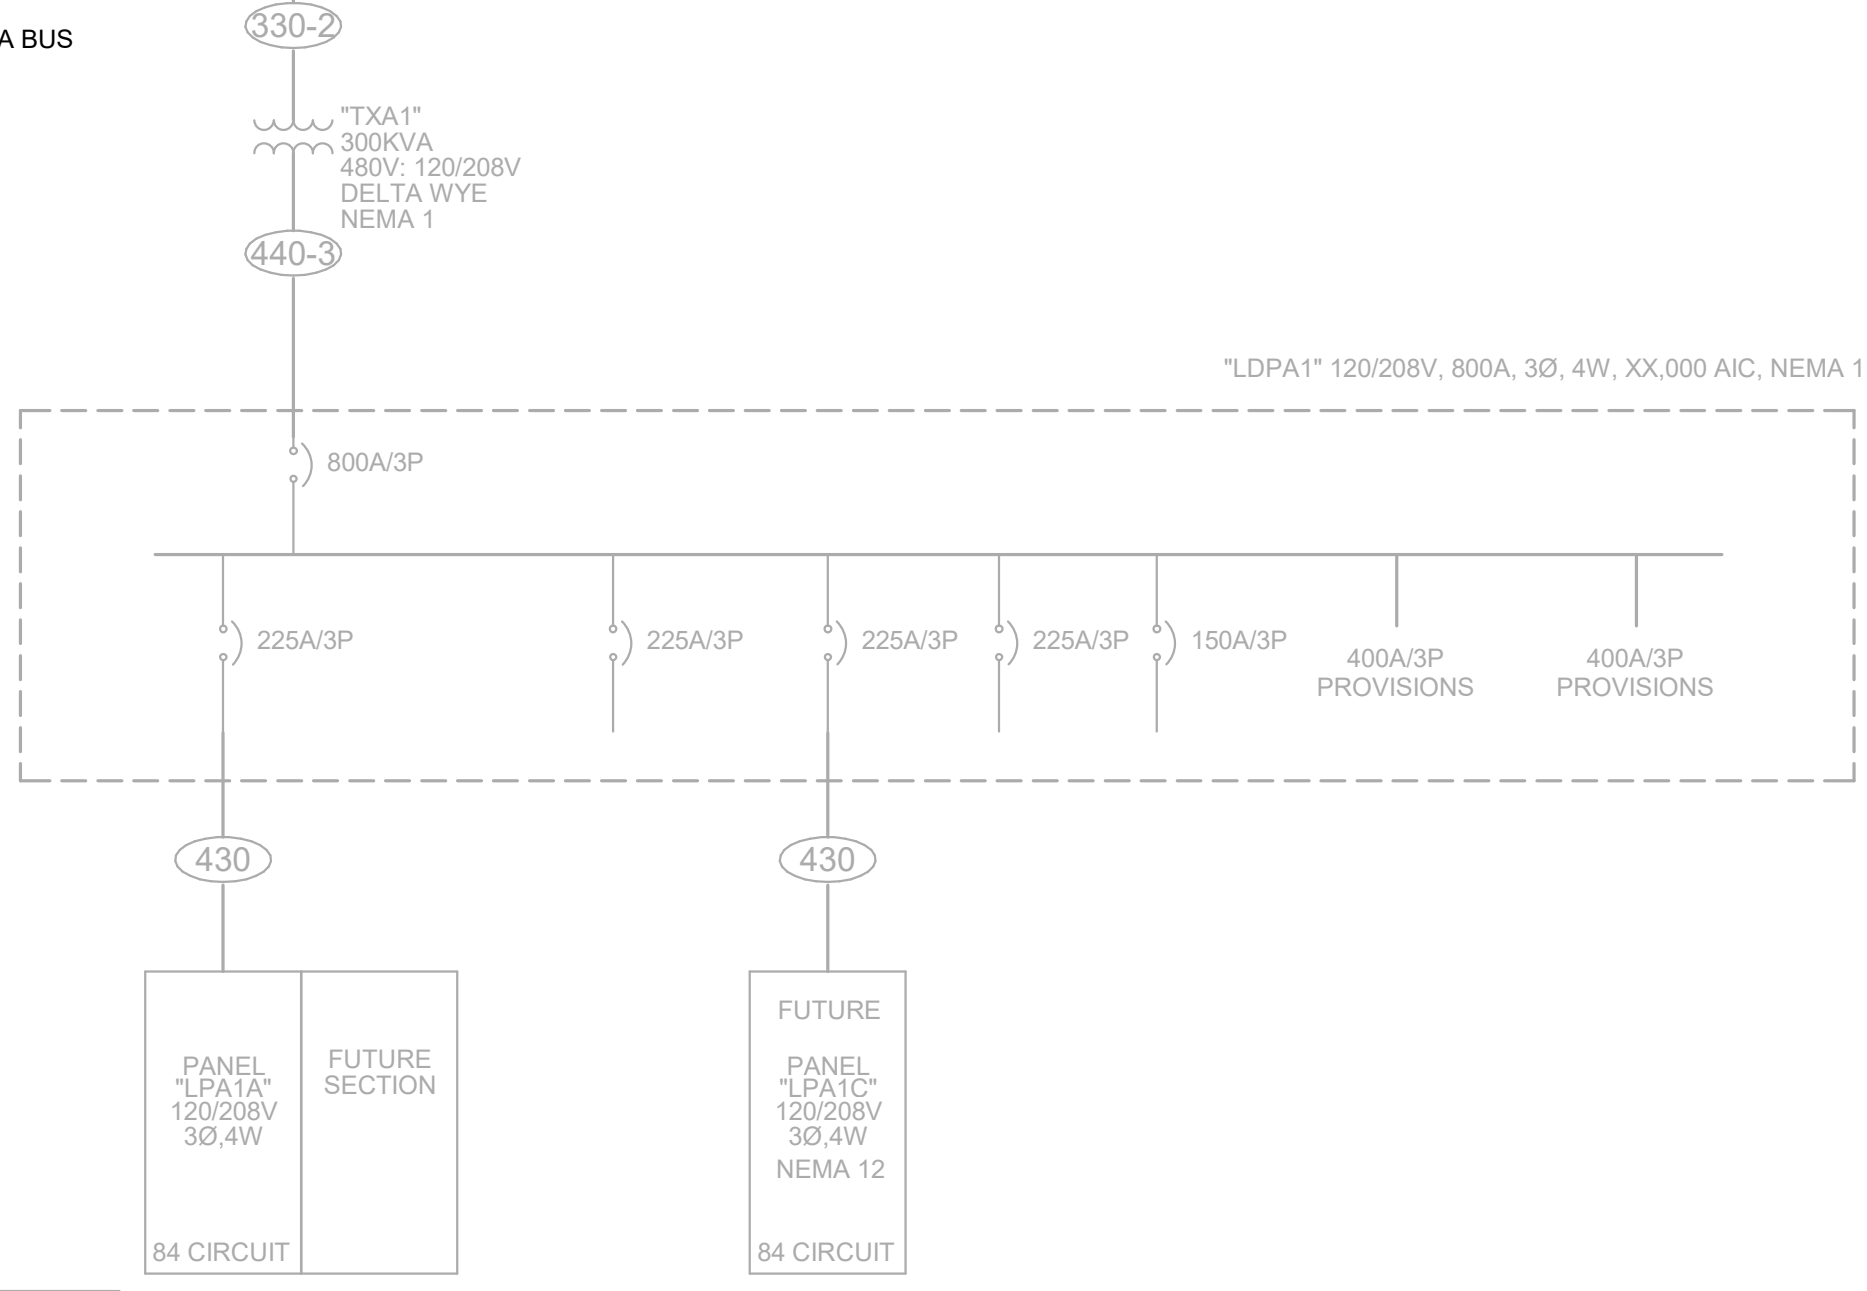 330-2
A BUS
"TXA1"
300KVA
480V: 120/208V
DELTA WYE
NEMA 1
440-3
"LDPA1" 120/208V, 800A, 3Ø, 4W, XX,000 AIC, NEMA 1
800A/3P
225A/3P
225A/3P
225A/3P
225A/3P
150A/3P
400A/3P
PROVISIONS
400A/3P
PROVISIONS
430
430
PANEL
"LPA1A"
120/208V
3Ø,4W
84 CIRCUIT
FUTURE
SECTION
FUTURE
PANEL
"LPA1C"
120/208V
3Ø,4W
NEMA 12
84 CIRCUIT